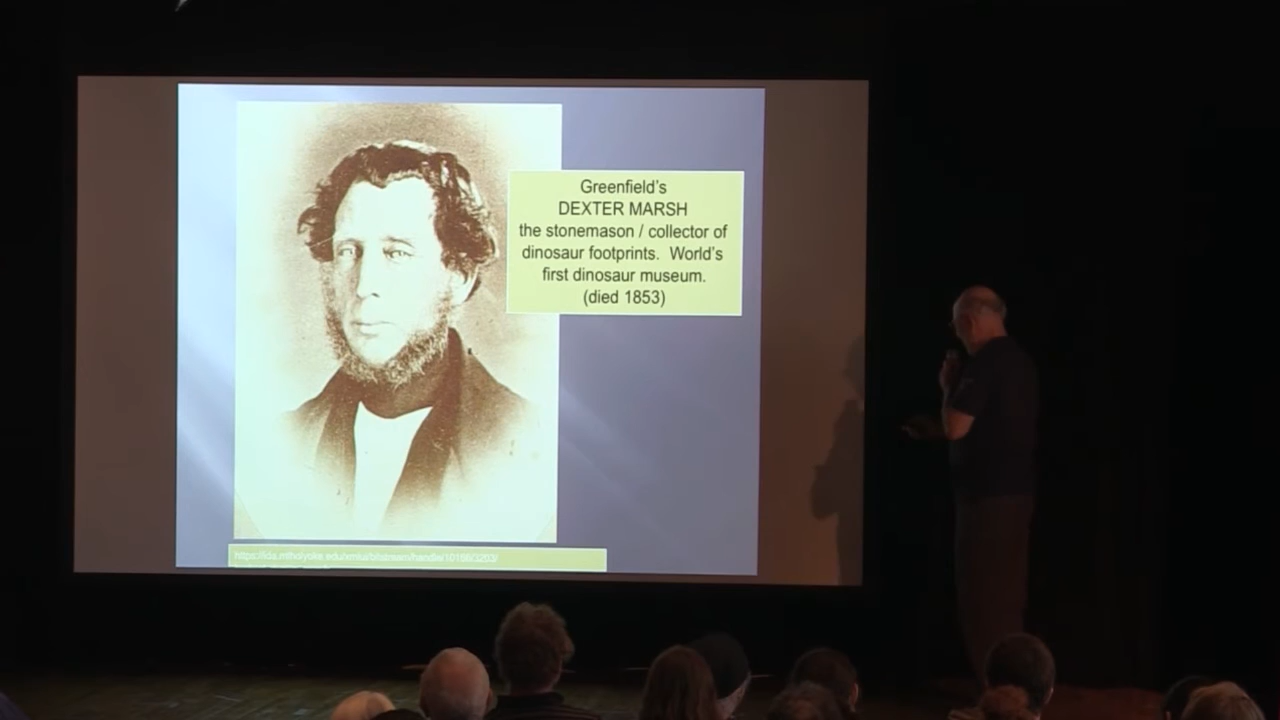 Greenfield's
DEXTER MARSH
the stonemason / collector of
dinosaur footprints.  World's
first dinosaur museum.
(died 1853)